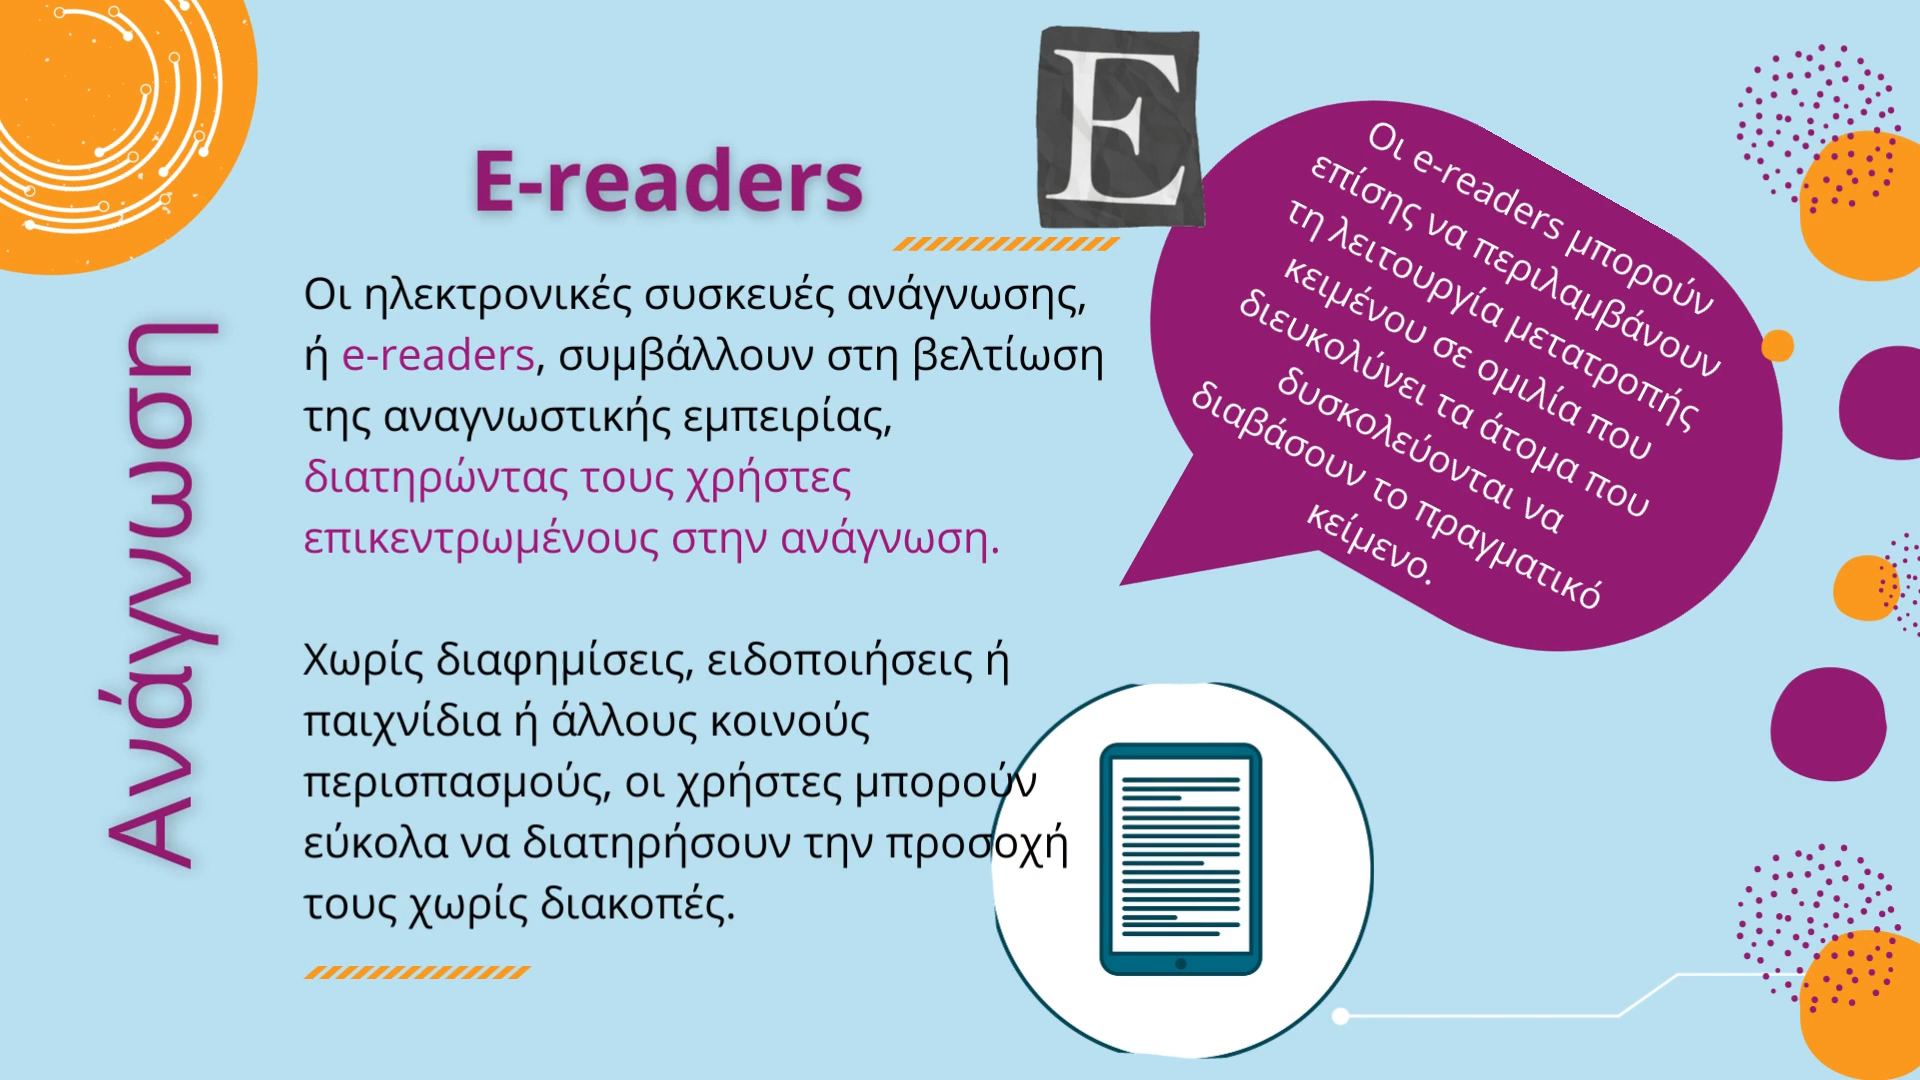 Ανάγνωση
E-readers
E
Οι ηλεκτρονικές συσκευές ανάγνωσης,
ή e-readers, συμβάλλουν στη βελτίωση
της αναγνωστικής εμπειρίας,
διατηρώντας τους χρήστες
επικεντρωμένους στην ανάγνωση.
Χωρίς διαφημίσεις, ειδοποιήσεις ή
παιχνίδια ή άλλους κοινούς
περισπασμούς, οι χρήστες μπορούν
εύκολα να διατηρήσουν την προσοχή
τους χωρίς διακοπές.
Οι e-readers μπορούν
επίσης να περιλαμβάνουν
τη λειτουργία μετατροπής
κειμένου σε ομιλία που
διευκολύνει τα άτομα που
δυσκολεύονται να
διαβάσουν το πραγματικό
κείμενο.